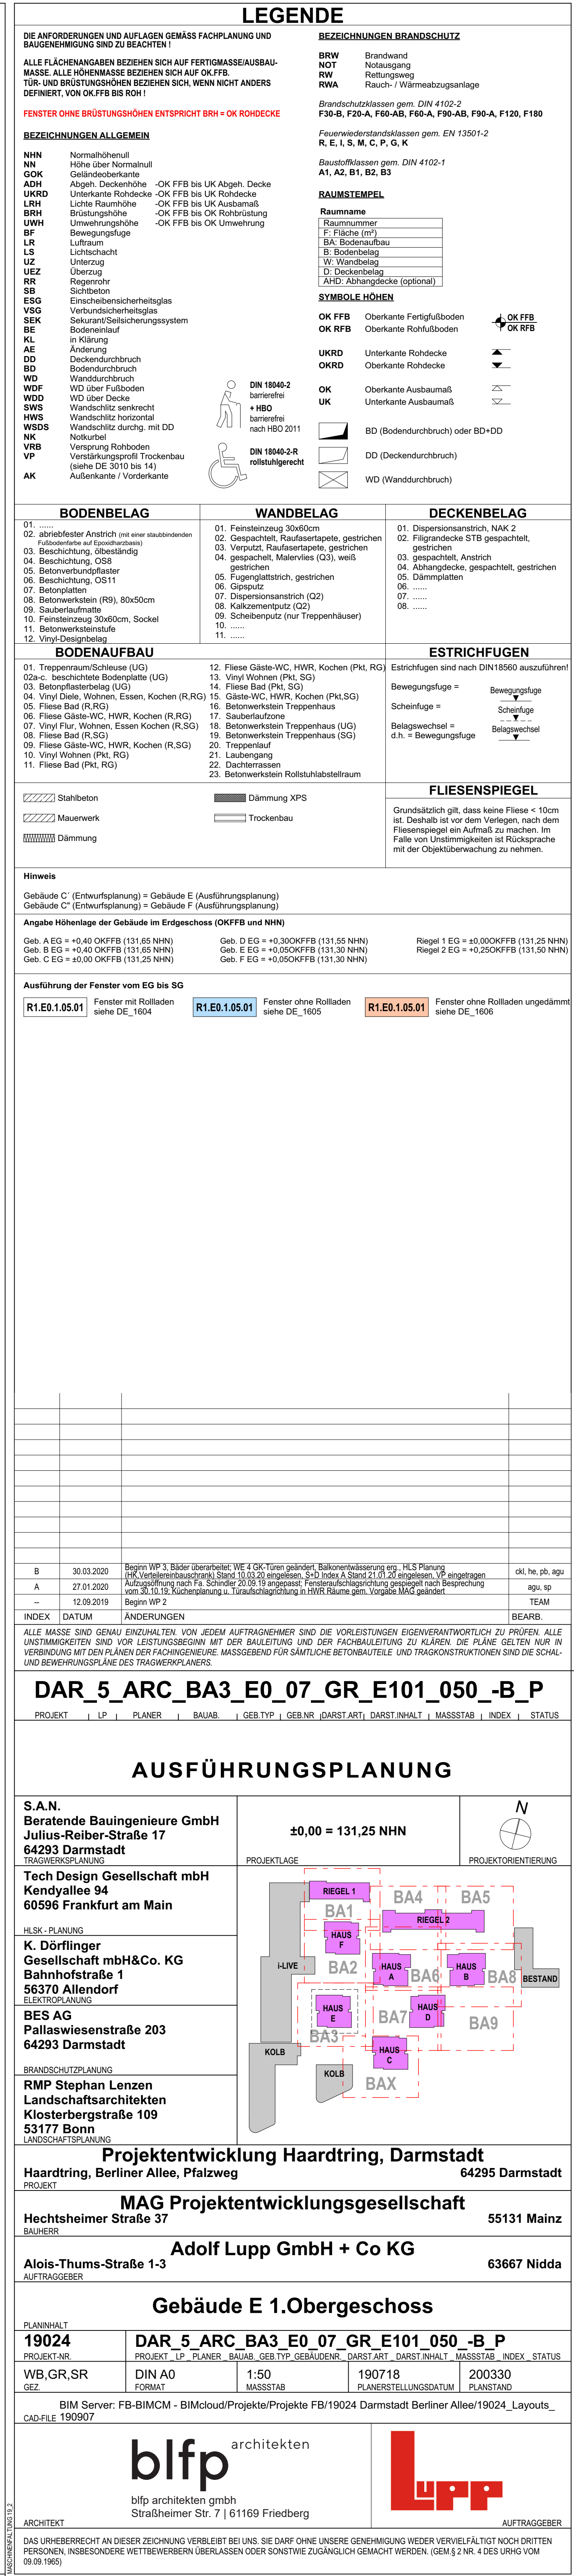 LEGENDE
DIE ANFORDERUNGEN UND AUFLAGEN GEMÄSS FACHPLANUNG UND
BAUGENEHMIGUNG SIND ZU BEACHTEN !
ALLE FLÄCHENANGABEN BEZIEHEN SICH AUF FERTIGMASSE/AUSBAU-
MASSE. ALLE HÖHENMASSE BEZIEHEN SICH AUF OK.FFB.
TÜR- UND BRÜSTUNGSHÖHEN BEZIEHEN SICH, WENN NICHT ANDERS
DEFINIERT, VON OK.FFB BIS ROH !
FENSTER OHNE BRÜSTUNGSHÖHEN ENTSPRICHT BRH = OK ROHDECKE
BEZEICHNUNGEN ALLGEMEIN
NHN Normalhöhenull
NN Höhe über Normalnull
GOK Geländeoberkante
ADH Abgeh. Deckenhöhe -OK FFB bis UK Abgeh. Decke
UKRD Unterkante Rohdecke -OK FFB bis UK Rohdecke
LRH Lichte Raumhöhe -OK FFB bis UK Ausbamaß
BRH Brüstungshöhe -OK FFB bis OK Rohbrüstung
UWH Umwehrungshöhe -OK FFB bis OK Umwehrung
BF Bewegungsfuge
LR Luftraum
LS Lichtschacht
UZ Unterzug
UEZ Überzug
RR Regenrohr
SB Sichtbeton
ESG Einscheibensicherheitsglas
VSG Verbundsicherheitsglas
SEK Sekurant/Seilsicherungssystem
BE Bodeneinlauf
KL in Klärung
AE Änderung
DD Deckendurchbruch
BD Bodendurchbruch
WD Wanddurchbruch
WDF WD über Fußboden
WDD WD über Decke
SWS Wandschlitz senkrecht
HWS Wandschlitz horizontal
WSDS Wandschlitz durchg. mit DD
NK Notkurbel
VRB Versprung Rohboden
VP Verstärkungsprofil Trockenbau
(siehe DE 3010 bis 14)
AK Außenkante / Vorderkante
DIN 18040-2
barrierefrei
+ HBO
barrierefrei
nach HBO 2011
DIN 18040-2-R
rollstuhlgerecht
BEZEICHNUNGEN BRANDSCHUTZ
BRW Brandwand
NOT Notausgang
RW Rettungsweg
RWA Rauch- / Wärmeabzugsanlage
Brandschutzklassen gem. DIN 4102-2
F30-B, F20-A, F60-AB, F60-A, F90-AB, F90-A, F120, F180
Feuerwiederstandsklassen gem. EN 13501-2
R, E, I, S, M, C, P, G, K
Baustoffklassen gem. DIN 4102-1
A1, A2, B1, B2, B3
RAUMSTEMPEL
Raumname
Raumnummer
F: Fläche (m²)
BA: Bodenaufbau
B: Bodenbelag
W: Wandbelag
D: Deckenbelag
AHD: Abhangdecke (optional)
SYMBOLE HÖHEN
OK FFB Oberkante Fertigfußboden OK FFB
OK RFB Oberkante Rohfußboden OK RFB
UKRD Unterkante Rohdecke
OKRD Oberkante Rohdecke
OK Oberkante Ausbaumaß
UK Unterkante Ausbaumaß
BD (Bodendurchbruch) oder BD+DD
DD (Deckendurchbruch)
WD (Wanddurchbruch)
BODENBELAG
01. ......
02. abriebfester Anstrich (mit einer staubbindenden
Fußbodenfarbe auf Epoxidharzbasis)
03. Beschichtung, ölbeständig
04. Beschichtung, OS8
05. Betonverbundpflaster
06. Beschichtung, OS11
07. Betonplatten
08. Betonwerkstein (R9), 80x50cm
09. Sauberlaufmatte
10. Feinsteinzeug 30x60cm, Sockel
11. Betonwerksteinstufe
12. Vinyl-Designbelag
WANDBELAG
01. Feinsteinzeug 30x60cm
02. Gespachtelt, Raufasertapete, gestrichen
03. Verputzt, Raufasertapete, gestrichen
04. gespachelt, Malervlies (Q3), weiß
gestrichen
05. Fugenglattstrich, gestrichen
06. Gipsputz
07. Dispersionsanstrich (Q2)
08. Kalkzementputz (Q2)
09. Scheibenputz (nur Treppenhäuser)
10. ......
11. ......
DECKENBELAG
01. Dispersionsanstrich, NAK 2
02. Filigrandecke STB gespachtelt,
gestrichen
03. gespachtelt, Anstrich
04. Abhangdecke, gespachtelt, gestrichen
05. Dämmplatten
06. ......
07. ......
08. ......
BODENAUFBAU
01. Treppenraum/Schleuse (UG)
02a-c. beschichtete Bodenplatte (UG)
03. Betonpflasterbelag (UG)
04. Vinyl Diele, Wohnen, Essen, Kochen (R,RG)
05. Fliese Bad (R,RG)
06. Fliese Gäste-WC, HWR, Kochen (R,RG)
07. Vinyl Flur, Wohnen, Essen Kochen (R,SG)
08. Fliese Bad (R,SG)
09. Fliese Gäste-WC, HWR, Kochen (R,SG)
10. Vinyl Wohnen (Pkt, RG)
11. Fliese Bad (Pkt, RG)
12. Fliese Gäste-WC, HWR, Kochen (Pkt, RG)
13. Vinyl Wohnen (Pkt, SG)
14. Fliese Bad (Pkt, SG)
15. Gäste-WC, HWR, Kochen (Pkt,SG)
16. Betonwerkstein Treppenhaus
17. Sauberlaufzone
18. Betonwerkstein Treppenhaus (UG)
19. Betonwerkstein Treppenhaus (SG)
20. Treppenlauf
21. Laubengang
22. Dachterrassen
23. Betonwerkstein Rollstuhlabstellraum
ESTRICHFUGEN
Estrichfugen sind nach DIN18560 auszuführen!
Bewegungsfuge = Bewegungsfuge
Scheinfuge = Scheinfuge
Belagswechsel = Belagswechsel
d.h. = Bewegungsfuge
Stahlbeton
Mauerwerk
Dämmung
Dämmung XPS
Trockenbau
FLIESENSPIEGEL
Grundsätzlich gilt, dass keine Fliese < 10cm
ist. Deshalb ist vor dem Verlegen, nach dem
Fliesenspiegel ein Aufmaß zu machen. Im
Falle von Unstimmigkeiten ist Rücksprache
mit der Objektüberwachung zu nehmen.
Hinweis
Gebäude C´ (Entwurfsplanung) = Gebäude E (Ausführungsplanung)
Gebäude C'' (Entwurfsplanung) = Gebäude F (Ausführungsplanung)
Angabe Höhenlage der Gebäude im Erdgeschoss (OKFFB und NHN)
Geb. A EG = +0,40 OKFFB (131,65 NHN)
Geb. B EG = +0,40 OKFFB (131,65 NHN)
Geb. C EG = ±0,00 OKFFB (131,25 NHN)
Geb. D EG = +0,30OKFFB (131,55 NHN)
Geb. E EG = +0,05OKFFB (131,30 NHN)
Geb. F EG = +0,05OKFFB (131,30 NHN)
Riegel 1 EG = ±0,00OKFFB (131,25 NHN)
Riegel 2 EG = +0,25OKFFB (131,50 NHN)
Ausführung der Fenster vom EG bis SG
R1.E0.1.05.01 Fenster mit Rollladen
siehe DE_1604
R1.E0.1.05.01 Fenster ohne Rollladen
siehe DE_1605
R1.E0.1.05.01 Fenster ohne Rollladen ungedämmt
siehe DE_1606
B 30.03.2020 Beginn WP 3, Bäder überarbeitet; WE 4 GK-Türen geändert, Balkonentwässerung erg., HLS Planung
(HK,Verteilereinbauschrank) Stand 10.03.20 eingelesen, S+D Index A Stand 21.01.20 eingelesen, VP eingetragen ckl, he, pb, agu
A 27.01.2020 Aufzugsöffnung nach Fa. Schindler 20.09.19 angepasst; Fensteraufschlagsrichtung gespiegelt nach Besprechung
vom 30.10.19; Küchenplanung u. Türaufschlagrichtung in HWR Räume gem. Vorgabe MAG geändert agu, sp
-- 12.09.2019 Beginn WP 2 TEAM
INDEX DATUM ÄNDERUNGEN BEARB.
ALLE MASSE SIND GENAU EINZUHALTEN. VON JEDEM AUFTRAGNEHMER SIND DIE VORLEISTUNGEN EIGENVERANTWORTLICH ZU PRÜFEN. ALLE
UNSTIMMIGKEITEN SIND VOR LEISTUNGSBEGINN MIT DER BAULEITUNG UND DER FACHBAULEITUNG ZU KLÄREN. DIE PLÄNE GELTEN NUR IN
VERBINDUNG MIT DEN PLÄNEN DER FACHINGENIEURE. MASSGEBEND FÜR SÄMTLICHE BETONBAUTEILE UND TRAGKONSTRUKTIONEN SIND DIE SCHAL-
UND BEWEHRUNGSPLÄNE DES TRAGWERKPLANERS.
DAR_5_ARC_BA3_E0_07_GR_E101_050_-B_P
PROJEKT | LP | PLANER | BAUAB. | GEB.TYP | GEB.NR |DARST.ART| DARST.INHALT | MASSSTAB | INDEX | STATUS
AUSFÜHRUNGSPLANUNG
S.A.N.
Beratende Bauingenieure GmbH
Julius-Reiber-Straße 17
64293 Darmstadt
TRAGWERKSPLANUNG
±0,00 = 131,25 NHN
PROJEKTLAGE
N
PROJEKTORIENTIERUNG
Tech Design Gesellschaft mbH
Kendyallee 94
60596 Frankfurt am Main
HLSK - PLANUNG
K. Dörflinger
Gesellschaft mbH&Co. KG
Bahnhofstraße 1
56370 Allendorf
ELEKTROPLANUNG
BES AG
Pallaswiesenstraße 203
64293 Darmstadt
BRANDSCHUTZPLANUNG
RMP Stephan Lenzen
Landschaftsarchitekten
Klosterbergstraße 109
53177 Bonn
LANDSCHAFTSPLANUNG
RIEGEL 1
BA1
BA4
BA5
RIEGEL 2
HAUS
F
i-LIVE
BA2
HAUS
A
BA6
HAUS
B
BA8
BESTAND
HAUS
E
BA3
BA7
HAUS
D
BA9
KOLB
HAUS
C
KOLB
BAX
Projektentwicklung Haardtring, Darmstadt
Haardtring, Berliner Allee, Pfalzweg 64295 Darmstadt
PROJEKT
MAG Projektentwicklungsgesellschaft
Hechtsheimer Straße 37 55131 Mainz
BAUHERR
Adolf Lupp GmbH + Co KG
Alois-Thums-Straße 1-3 63667 Nidda
AUFTRAGGEBER
Gebäude E 1.Obergeschoss
PLANINHALT
19024 DAR_5_ARC_BA3_E0_07_GR_E101_050_-B_P
PROJEKT-NR. PROJEKT _ LP _ PLANER _ BAUAB._GEB.TYP_GEBÄUDENR._ DARST.ART _ DARST.INHALT _ MASSSTAB _ INDEX _ STATUS
WB,GR,SR DIN A0 1:50 190718 200330
GEZ. FORMAT MASSSTAB PLANERSTELLUNGSDATUM PLANSTAND
BIM Server: FB-BIMCM - BIMcloud/Projekte/Projekte FB/19024 Darmstadt Berliner Allee/19024_Layouts_
CAD-FILE 190907
blfp architekten
blfp architekten gmbh
Straßheimer Str. 7 | 61169 Friedberg
ARCHITEKT
LUPP
AUFTRAGGEBER
DAS URHEBERRECHT AN DIESER ZEICHNUNG VERBLEIBT BEI UNS. SIE DARF OHNE UNSERE GENEHMIGUNG WEDER VERVIELFÄLTIGT NOCH DRITTEN
PERSONEN, INSBESONDERE WETTBEWERBERN ÜBERLASSEN ODER SONSTWIE ZUGÄNGLICH GEMACHT WERDEN. (GEM.§ 2 NR. 4 DES URHG VOM
09.09.1965)
MASCHINENFALTUNG 19_2